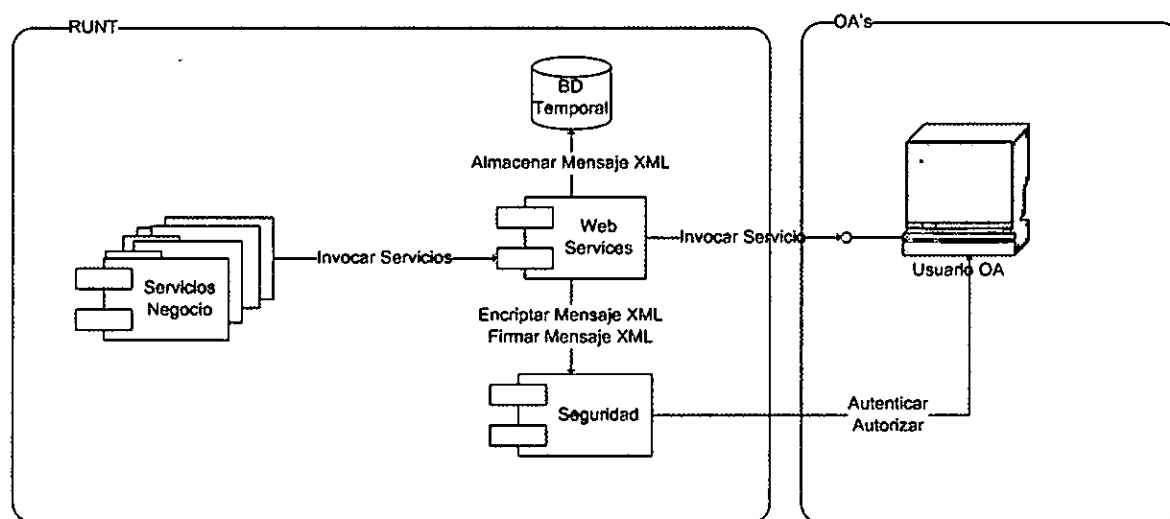 RUNT
OA's
BD
Temporal
Almacenar Mensaje XML
Web
Services
Invocar Servicios
Invocar Servicio
Usuario OA
Servicios
Negocio
Encriptar Mensaje XML
Firmar Mensaje XML
Seguridad
Autenticar
Autorizar